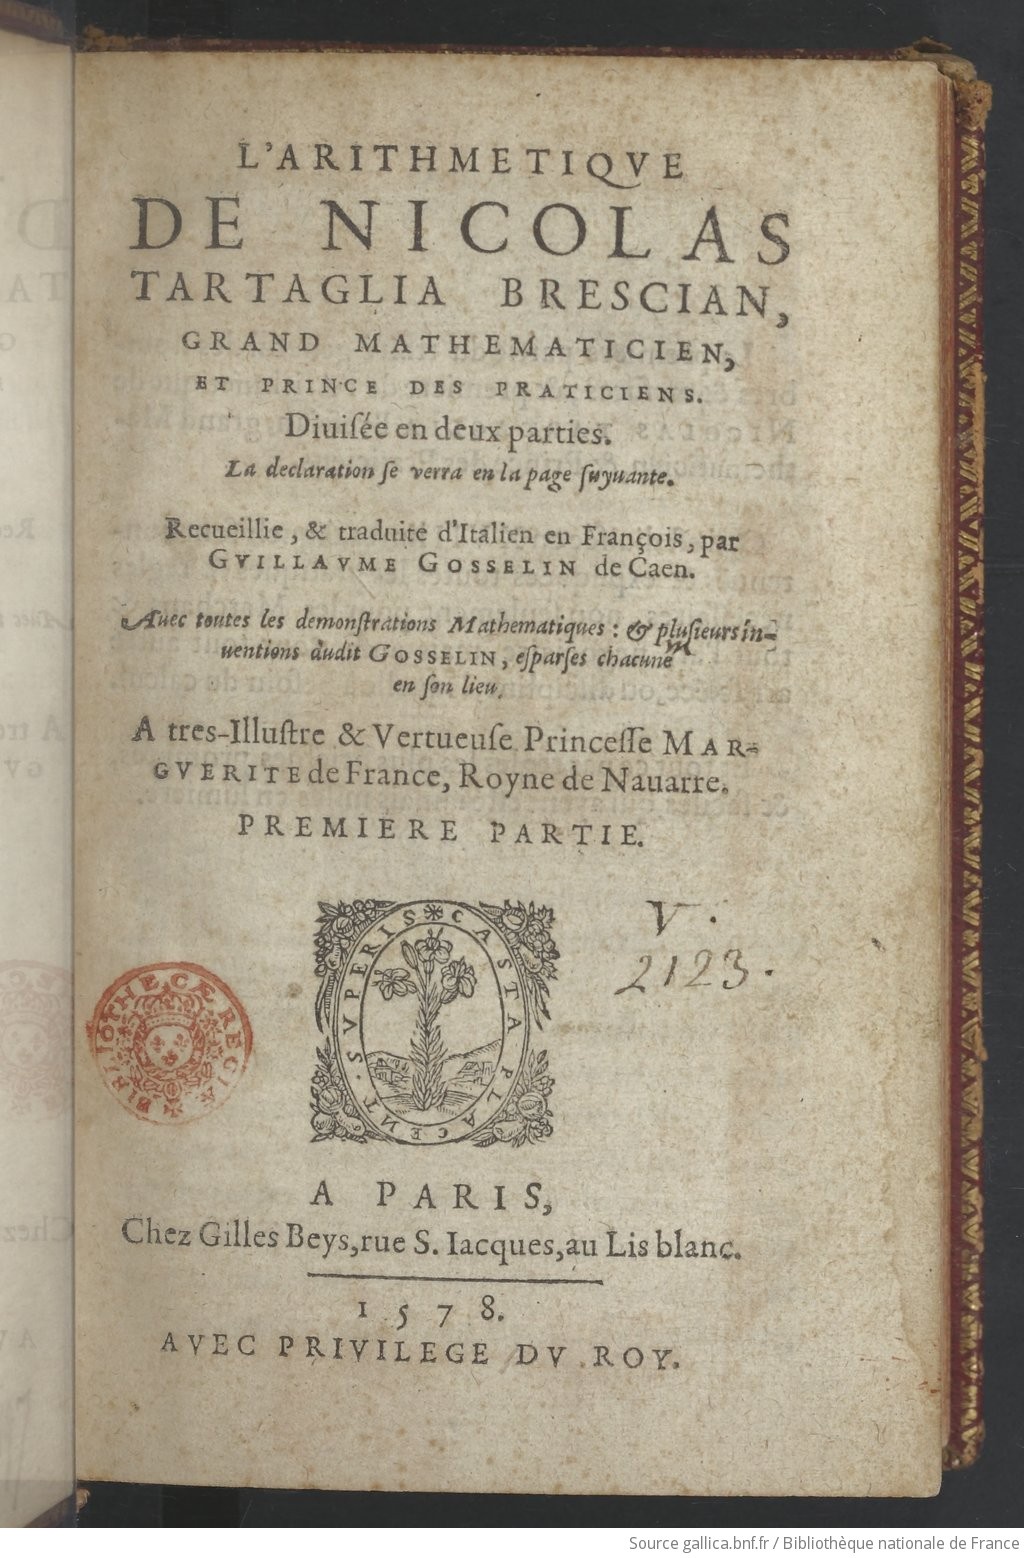 L'ARITHMETIQVE
DE NICOLAS
TARTAGLIA BRESCIAN,
GRAND MATHEMATICIEN,
ET PRINCE DES PRATICIENS.
Diuiſée en deux parties.
La declaration ſe verra en la page ſuyuante.
Recueillie, & traduite d'Italien en François, par
GVILLAVME GOSSELIN de Caen.
Auec toutes les demonſtrations Mathematiques : & pluſieurs in-
uentions dudit GOSSELIN, eſparſes chacune
en ſon lieu.
A tres-Illuſtre & Vertueuſe Princeſſe MAR-
GVERITE de France, Royne de Nauarre.
PREMIERE PARTIE.
CASTA PLACENT SVPERIS
V.
2123.
BIBLIOTHECÆ REGIÆ
A PARIS,
Chez Gilles Beys, rue S. Iacques, au Lis blanc.
1578.
AVEC PRIVILEGE DV ROY.
Source gallica.bnf.fr / Bibliothèque nationale de France